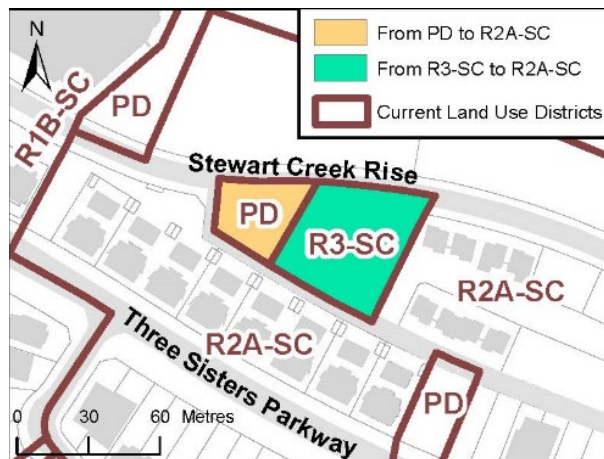 N
From PD to R2A-SC
From R3-SC to R2A-SC
Current Land Use Districts
R1B-SC
PD
Stewart Creek Rise
PD
R3-SC
R2A-SC
R2A-SC
Three Sisters Parkway
PD
0 30 60 Metres